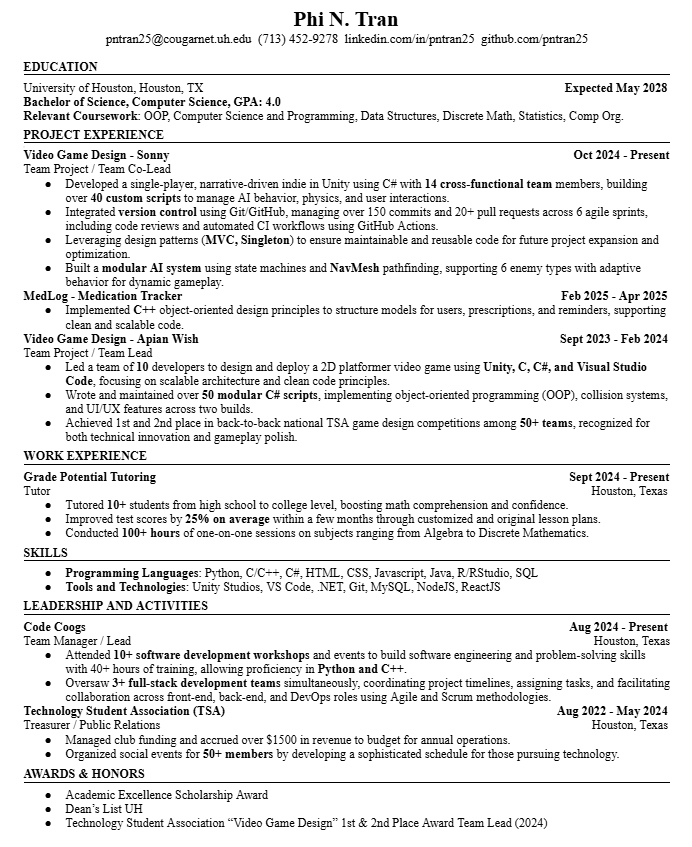 Phi N. Tran
pntran25@cougarnet.uh.edu (713) 452-9278 linkedin.com/in/pntran25 github.com/pntran25
EDUCATION
University of Houston, Houston, TX Expected May 2028
Bachelor of Science, Computer Science, GPA: 4.0
Relevant Coursework: OOP, Computer Science and Programming, Data Structures, Discrete Math, Statistics, Comp Org.
PROJECT EXPERIENCE
Video Game Design - Sonny Oct 2024 - Present
Team Project / Team Co-Lead
● Developed a single-player, narrative-driven indie in Unity using C# with 14 cross-functional team members, building
over 40 custom scripts to manage AI behavior, physics, and user interactions.
● Integrated version control using Git/GitHub, managing over 150 commits and 20+ pull requests across 6 agile sprints,
including code reviews and automated CI workflows using GitHub Actions.
● Leveraging design patterns (MVC, Singleton) to ensure maintainable and reusable code for future project expansion and
optimization.
● Built a modular AI system using state machines and NavMesh pathfinding, supporting 6 enemy types with adaptive
behavior for dynamic gameplay.
MedLog - Medication Tracker Feb 2025 - Apr 2025
● Implemented C++ object-oriented design principles to structure models for users, prescriptions, and reminders, supporting
clean and scalable code.
Video Game Design - Apian Wish Sept 2023 - Feb 2024
Team Project / Team Lead
● Led a team of 10 developers to design and deploy a 2D platformer video game using Unity, C, C#, and Visual Studio
Code, focusing on scalable architecture and clean code principles.
● Wrote and maintained over 50 modular C# scripts, implementing object-oriented programming (OOP), collision systems,
and UI/UX features across two builds.
● Achieved 1st and 2nd place in back-to-back national TSA game design competitions among 50+ teams, recognized for
both technical innovation and gameplay polish.
WORK EXPERIENCE
Grade Potential Tutoring Sept 2024 - Present
Tutor Houston, Texas
● Tutored 10+ students from high school to college level, boosting math comprehension and confidence.
● Improved test scores by 25% on average within a few months through customized and original lesson plans.
● Conducted 100+ hours of one-on-one sessions on subjects ranging from Algebra to Discrete Mathematics.
SKILLS
● Programming Languages: Python, C/C++, C#, HTML, CSS, Javascript, Java, R/RStudio, SQL
● Tools and Technologies: Unity Studios, VS Code, .NET, Git, MySQL, NodeJS, ReactJS
LEADERSHIP AND ACTIVITIES
Code Coogs Aug 2024 - Present
Team Manager / Lead Houston, Texas
● Attended 10+ software development workshops and events to build software engineering and problem-solving skills
with 40+ hours of training, allowing proficiency in Python and C++.
● Oversaw 3+ full-stack development teams simultaneously, coordinating project timelines, assigning tasks, and facilitating
collaboration across front-end, back-end, and DevOps roles using Agile and Scrum methodologies.
Technology Student Association (TSA) Aug 2022 - May 2024
Treasurer / Public Relations Houston, Texas
● Managed club funding and accrued over $1500 in revenue to budget for annual operations.
● Organized social events for 50+ members by developing a sophisticated schedule for those pursuing technology.
AWARDS & HONORS
● Academic Excellence Scholarship Award
● Dean’s List UH
● Technology Student Association “Video Game Design” 1st & 2nd Place Award Team Lead (2024)